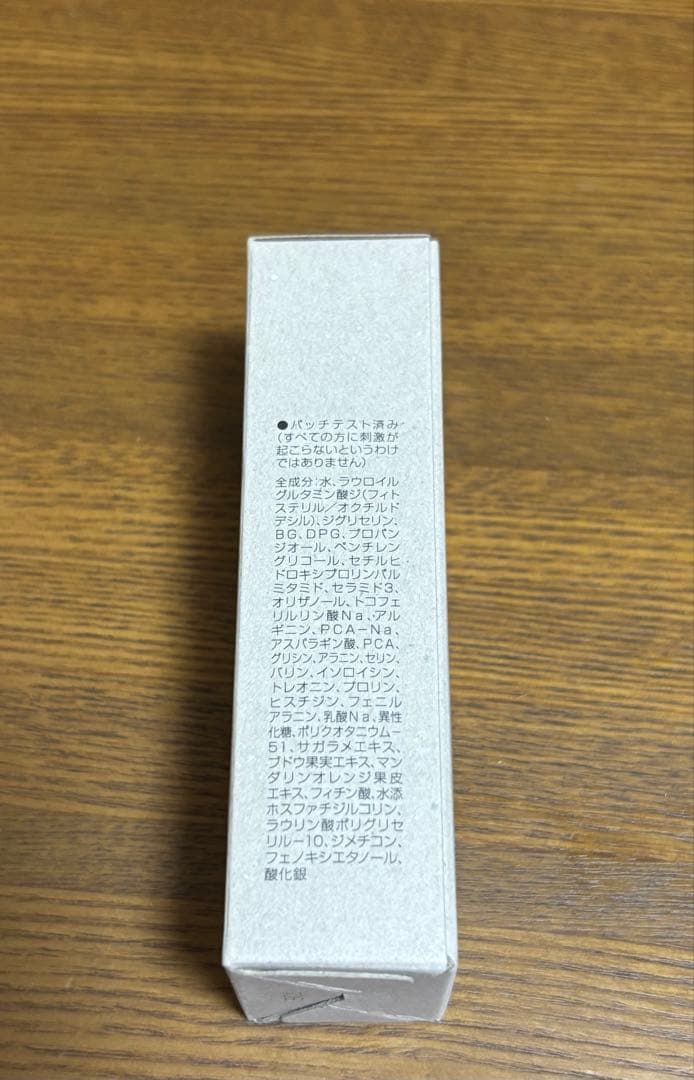 ●パッチテスト済み
(すべての方に刺激が
起こらないというわけ
ではありません)
全成分:水、ラウロイル
グルタミン酸ジ(フィト
ステリル/オクチルド
デシル)、ジグリセリン、
BG、DPG、プロパン
ジオール、ペンチレン
グリコール、セチルヒ
ドロキシプロリンパル
ミタミド、セラミド3、
オリザノール、トコフェ
リルリン酸Na、アル
ギニン、PCA-Na、
アスパラギン酸、PCA、
グリシン、アラニン、セリン、
バリン、イソロイシン、
トレオニン、プロリン、
ヒスチジン、フェニル
アラニン、乳酸Na、異性
化糖、ポリクオタニウム-
51、サガラメエキス、
ブドウ果実エキス、マン
ダリンオレンジ果皮
エキス、フィチン酸、水添
ホスファチジルコリン、
ラウリン酸ポリグリセ
リル-10、ジメチコン、
フェノキシエタノール、
酸化銀